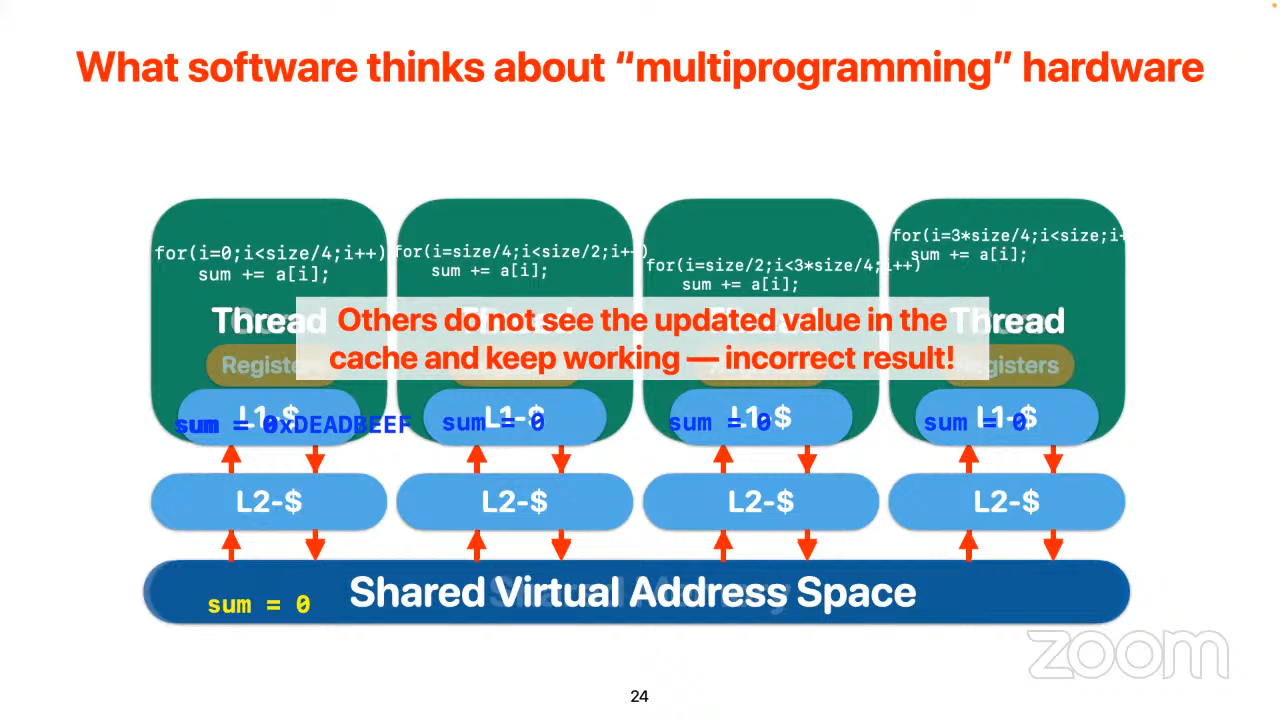 What software thinks about “multiprogramming” hardware
for(i=0;i<size/4;i++)
sum += a[i];
for(i=size/4;i<size/2;i++)
sum += a[i];
for(i=size/2;i<3*size/4;i++)
sum += a[i];
for(i=3*size/4;i<size;i+
sum += a[i];
Thread
Thread
Others do not see the updated value in the
cache and keep working — incorrect result!
Registers
Registers
L1-$
L1-$
L1-$
L1-$
sum = 0xDEADBEEF
sum = 0
sum = 0
sum = 0
L2-$
L2-$
L2-$
L2-$
sum = 0
Shared Virtual Address Space
zoom
24